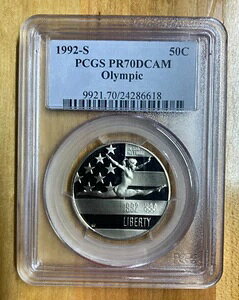 1992-S 50C
PCGS PR70DCAM
Olympic
9921.70/24286618
LIBERTY